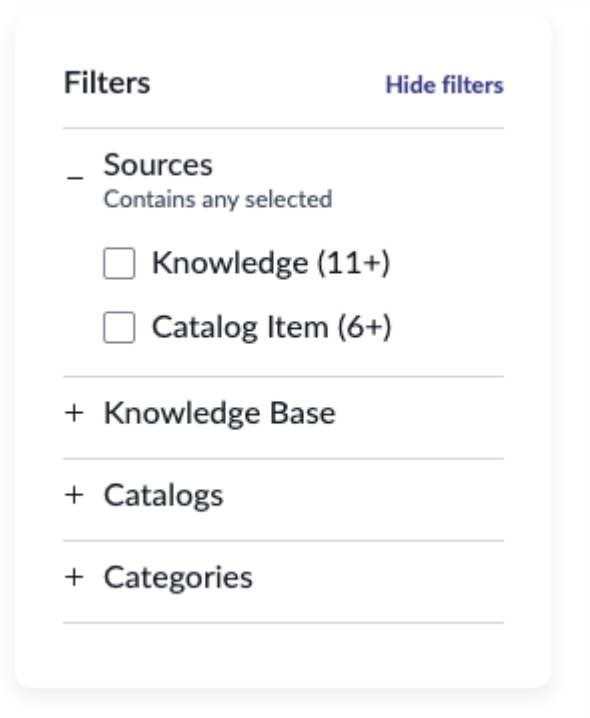 Filters
Hide filters
Sources
Contains any selected
Knowledge (11+)
Catalog Item (6+)
Knowledge Base
Catalogs
Categories